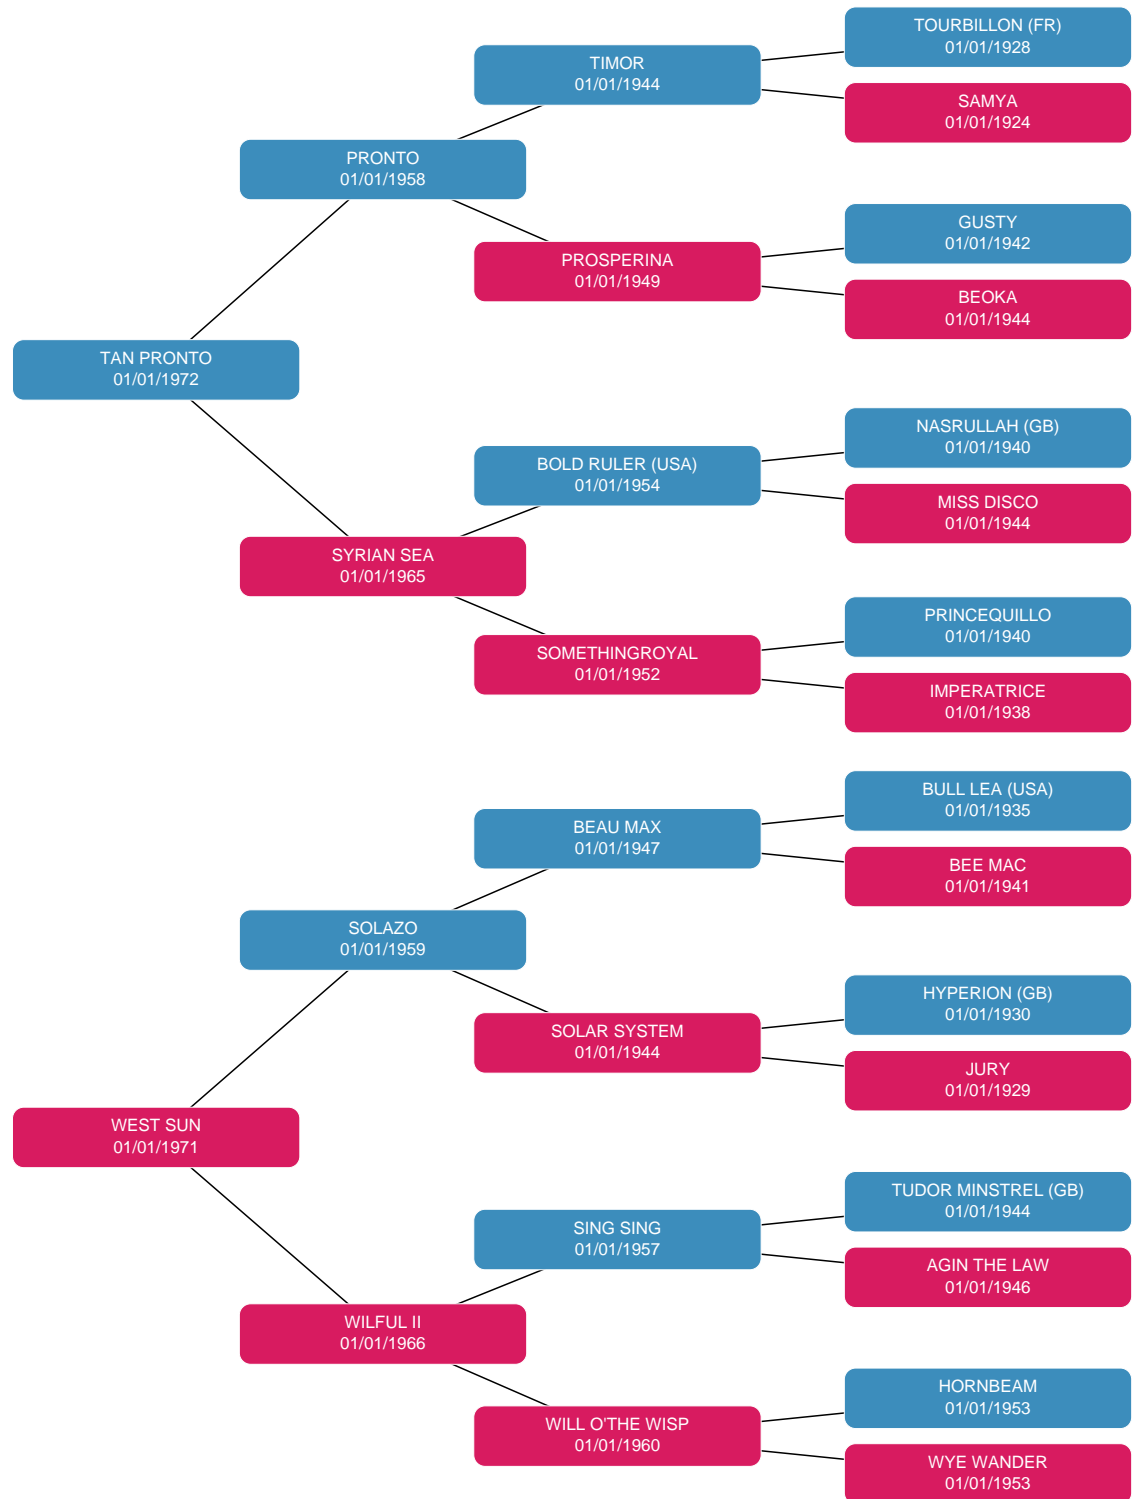 TOURBILLON (FR)
01/01/1928
TIMOR
01/01/1944
SAMYA
01/01/1924
PRONTO
01/01/1958
GUSTY
01/01/1942
PROSPERINA
01/01/1949
BEOKA
01/01/1944
TAN PRONTO
01/01/1972
NASRULLAH (GB)
01/01/1940
BOLD RULER (USA)
01/01/1954
MISS DISCO
01/01/1944
SYRIAN SEA
01/01/1965
PRINCEQUILLO
01/01/1940
SOMETHINGROYAL
01/01/1952
IMPERATRICE
01/01/1938
BULL LEA (USA)
01/01/1935
BEAU MAX
01/01/1947
BEE MAC
01/01/1941
SOLAZO
01/01/1959
HYPERION (GB)
01/01/1930
SOLAR SYSTEM
01/01/1944
JURY
01/01/1929
WEST SUN
01/01/1971
TUDOR MINSTREL (GB)
01/01/1944
SING SING
01/01/1957
AGIN THE LAW
01/01/1946
WILFUL II
01/01/1966
HORNBEAM
01/01/1953
WILL O'THE WISP
01/01/1960
WYE WANDER
01/01/1953